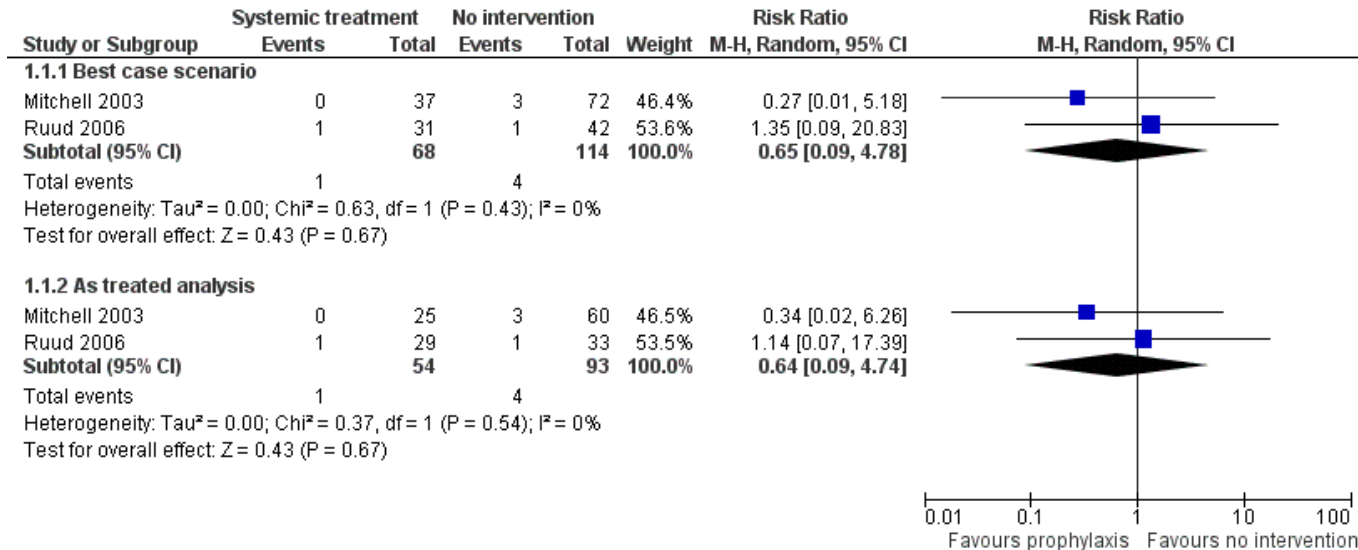 Systemic treatment No intervention Risk Ratio Risk Ratio
Study or Subgroup Events Total Events Total Weight M-H, Random, 95% CI M-H, Random, 95% CI
1.1.1 Best case scenario
Mitchell 2003 0 37 3 72 46.4% 0.27 [0.01, 5.18]
Ruud 2006 1 31 1 42 53.6% 1.35 [0.09, 20.83]
Subtotal (95% CI) 68 114 100.0% 0.65 [0.09, 4.78]
Total events 1 4
Heterogeneity: Tau² = 0.00; Chi² = 0.63, df = 1 (P = 0.43); I² = 0%
Test for overall effect: Z = 0.43 (P = 0.67)
1.1.2 As treated analysis
Mitchell 2003 0 25 3 60 46.5% 0.34 [0.02, 6.26]
Ruud 2006 1 29 1 33 53.5% 1.14 [0.07, 17.39]
Subtotal (95% CI) 54 93 100.0% 0.64 [0.09, 4.74]
Total events 1 4
Heterogeneity: Tau² = 0.00; Chi² = 0.37, df = 1 (P = 0.54); I² = 0%
Test for overall effect: Z = 0.43 (P = 0.67)
0.01 0.1 1 10 100
Favours prophylaxis Favours no intervention